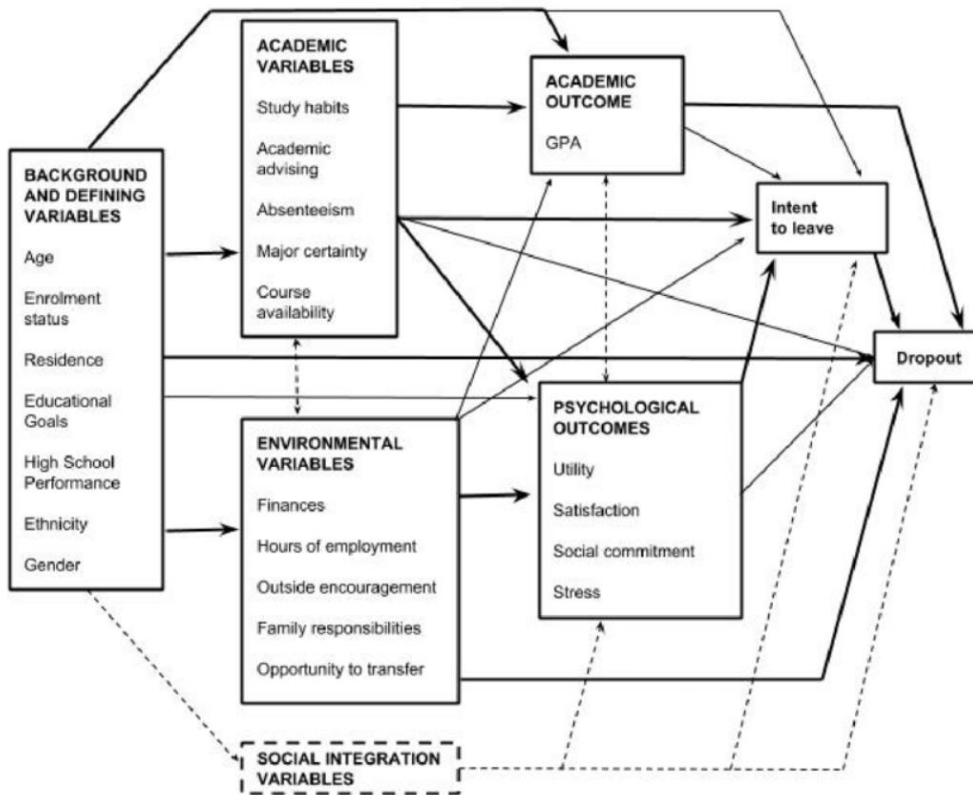 BACKGROUND
AND DEFINING
VARIABLES
Age
Enrolment
status
Residence
Educational
Goals
High School
Performance
Ethnicity
Gender
ACADEMIC
VARIABLES
Study habits
Academic
advising
Absenteeism
Major certainty
Course
availability
ENVIRONMENTAL
VARIABLES
Finances
Hours of employment
Outside encouragement
Family responsibilities
Opportunity to transfer
SOCIAL INTEGRATION
VARIABLES
ACADEMIC
OUTCOME
GPA
PSYCHOLOGICAL
OUTCOMES
Utility
Satisfaction
Social commitment
Stress
Intent
to leave
Dropout